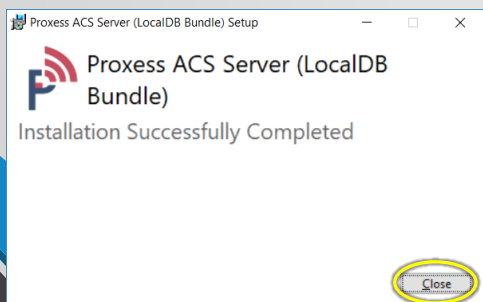 Proxess ACS Server (LocalDB Bundle) Setup
Proxess ACS Server (LocalDB
Bundle)
Installation Successfully Completed
Close